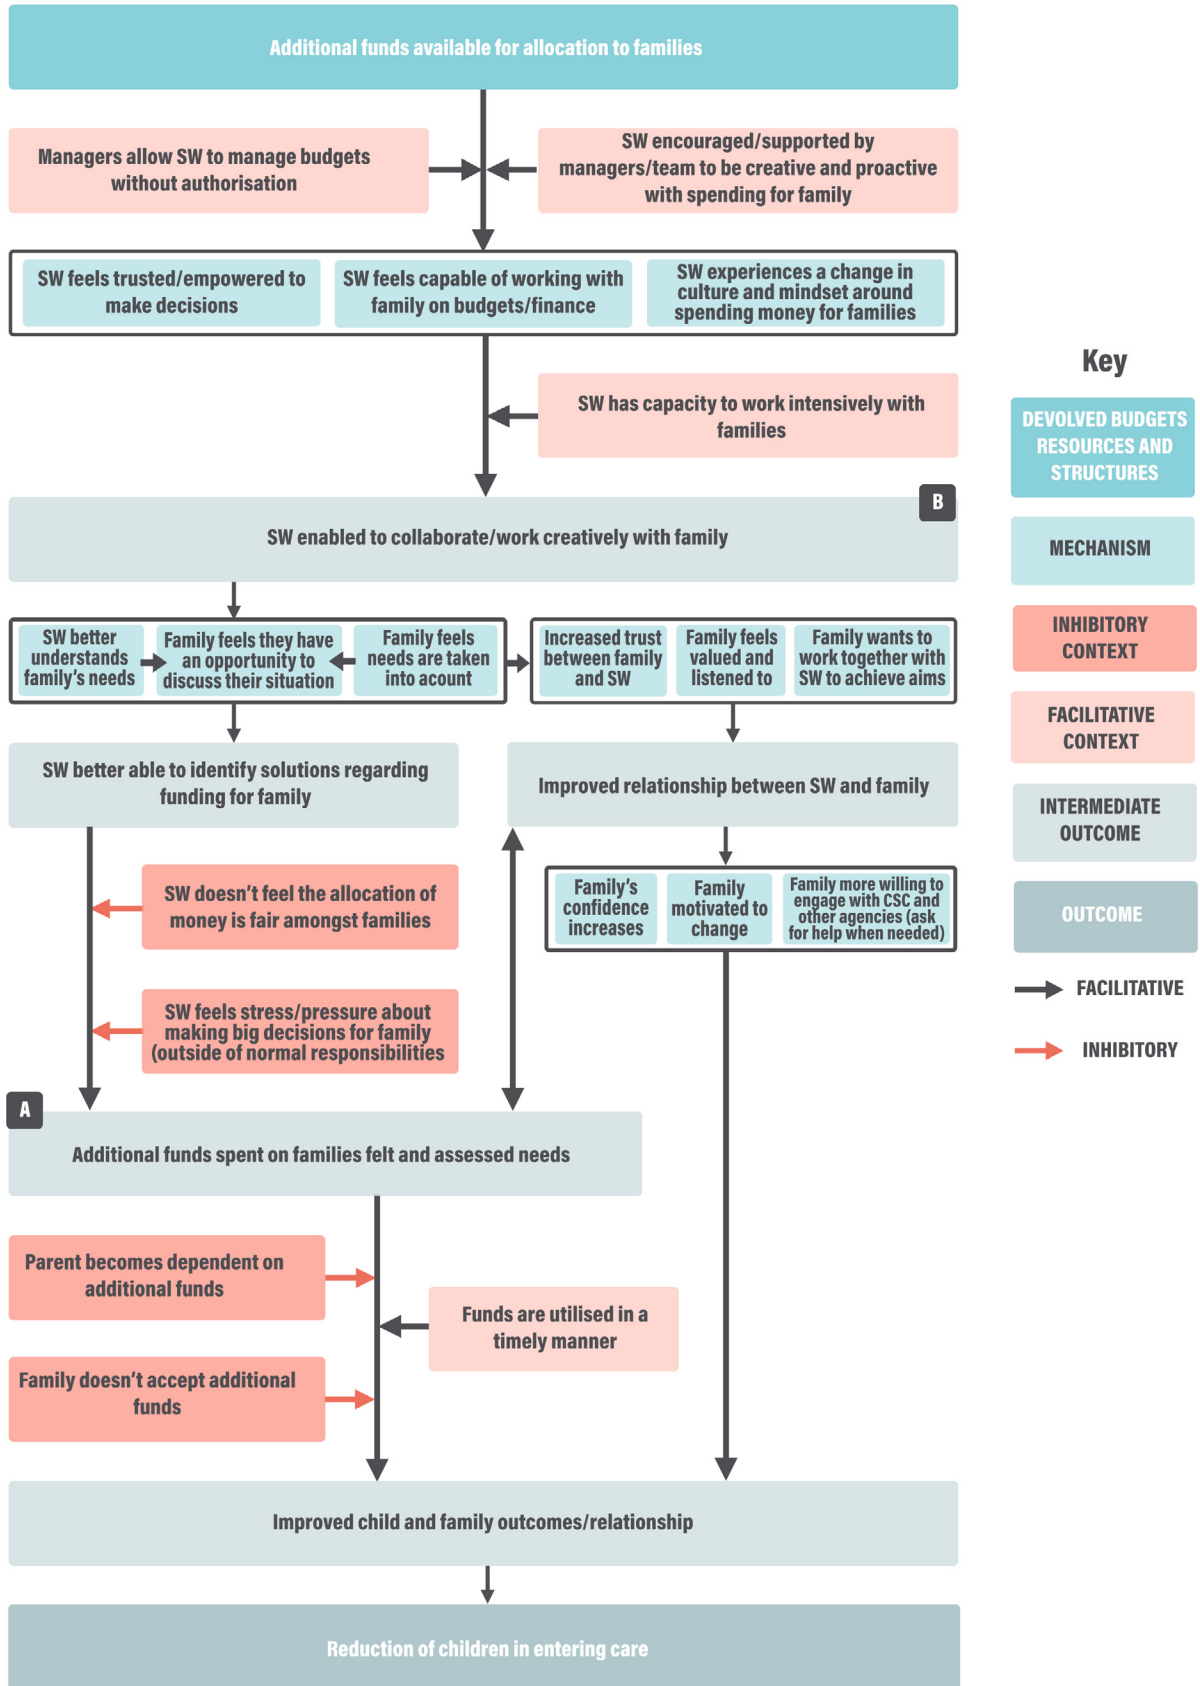 Additional funds available for allocation to families
Managers allow SW to manage budgets
without authorisation
SW encouraged/supported by
managers/team to be creative and proactive
with spending for family
SW feels trusted/empowered to
make decisions
SW feels capable of working with
family on budgets/finance
SW experiences a change in
culture and mindset around
spending money for families
SW has capacity to work intensively with
families
B
SW enabled to collaborate/work creatively with family
SW better
understands
family's needs
Family feels they have
an opportunity to
discuss their situation
Family feels
needs are taken
into acount
Increased trust
between family
and SW
Family feels
valued and
listened to
Family wants to
work together with
SW to achieve aims
SW better able to identify solutions regarding
funding for family
Improved relationship between SW and family
SW doesn't feel the allocation of
money is fair amongst families
Family's
confidence
increases
Family
motivated to
change
Family more willing to
engage with CSC and
other agencies (ask
for help when needed)
SW feels stress/pressure about
making big decisions for family
(outside of normal responsibilities
A
Additional funds spent on families felt and assessed needs
Parent becomes dependent on
additional funds
Funds are utilised in a
timely manner
Family doesn't accept additional
funds
Improved child and family outcomes/relationship
Reduction of children in entering care
Key
DEVOLVED BUDGETS
RESOURCES AND
STRUCTURES
MECHANISM
INHIBITORY
CONTEXT
FACILITATIVE
CONTEXT
INTERMEDIATE
OUTCOME
OUTCOME
FACILITATIVE
INHIBITORY